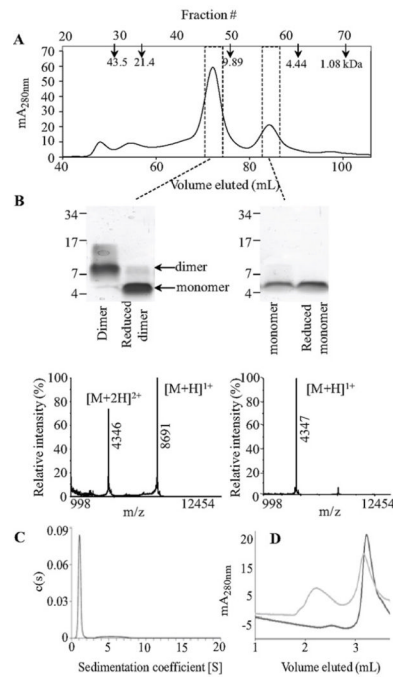 Fraction #
A
20 30 40 50 60 70
43.5 21.4 9.89 4.44 1.08 kDa
mA280nm
70
60
50
40
30
20
10
0
40 60 80 100
Volume eluted (mL)
B
34
17
7
4
dimer
monomer
Dimer
Reduced dimer
34
17
7
4
monomer
Reduced monomer
Relative intensity (%)
100
80
60
40
20
0
[M+2H]2+
4346
[M+H]1+
8691
998 12454
m/z
Relative intensity (%)
100
80
60
40
20
0
[M+H]1+
4347
998 12454
m/z
C
c(s)
0.09
0.06
0.03
0
0 5 10 15 20
Sedimentation coefficient [S]
D
mA280nm
25
15
5
-5
1 2 3
Volume eluted (mL)